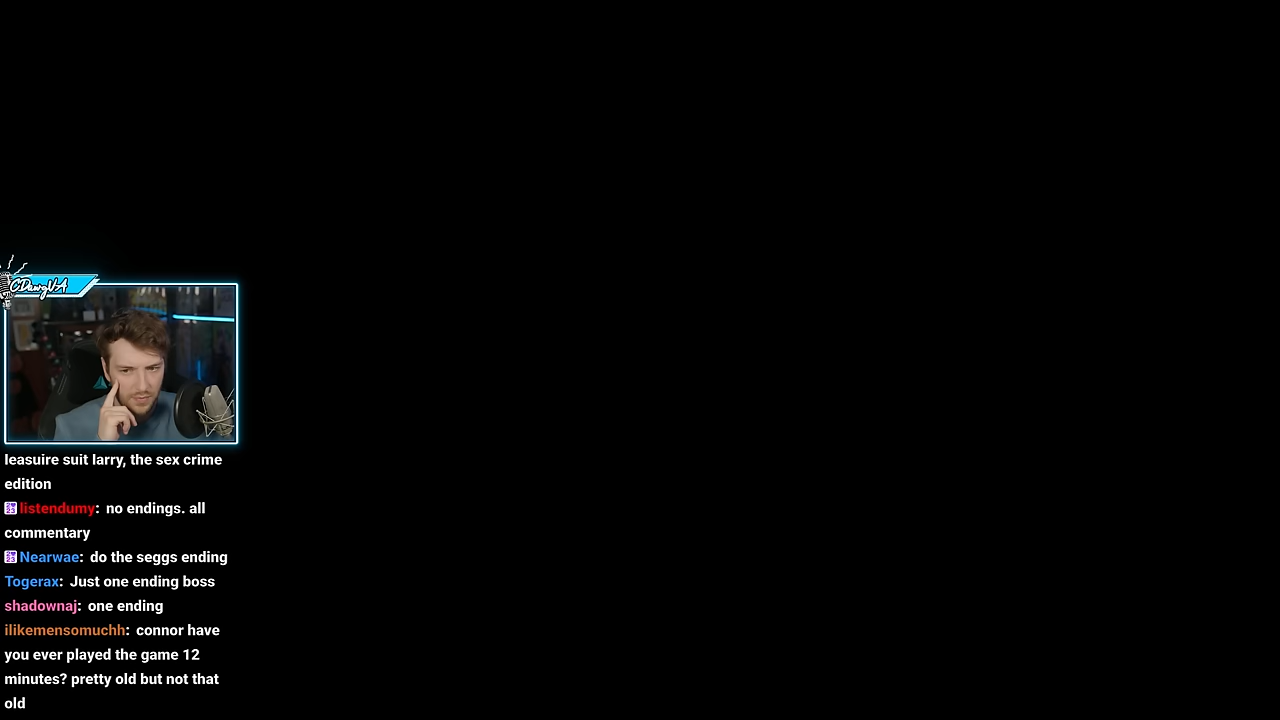 CDawgVA
leasuire suit larry, the sex crime
edition
listendumy: no endings. all
commentary
Nearwae: do the seggs ending
Togerax: Just one ending boss
shadownaj: one ending
ilikemensomuchh: connor have
you ever played the game 12
minutes? pretty old but not that
old